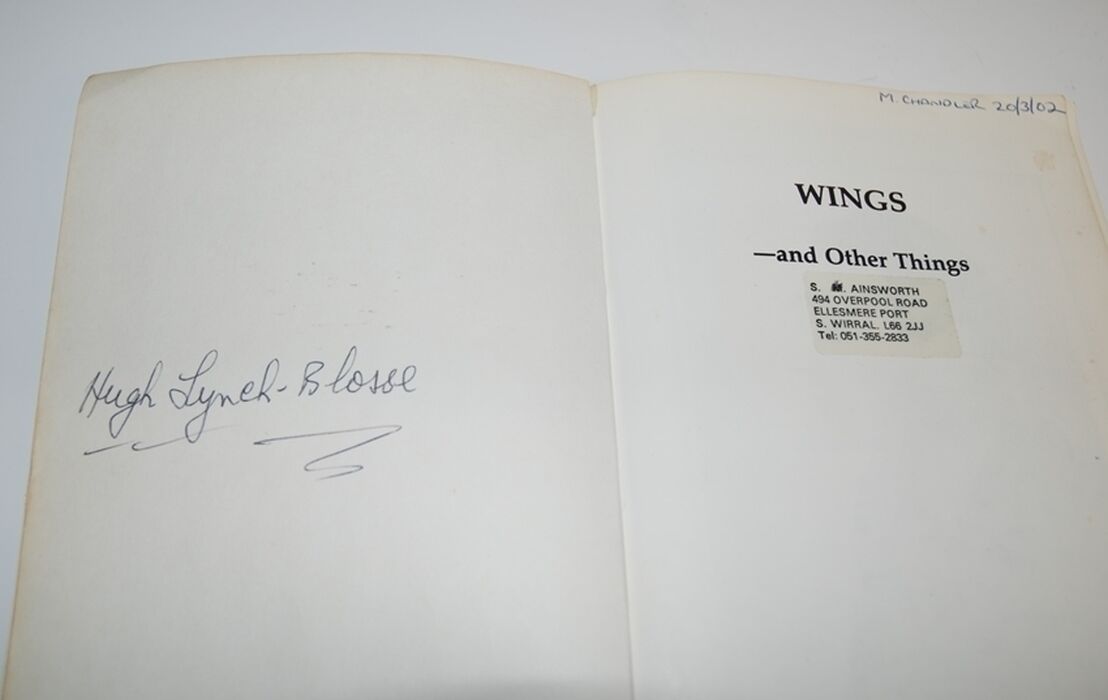 Hugh Lynch-Blosse
M. CHANDLER 20/3/02
WINGS
—and Other Things
S. AINSWORTH
494 OVERPOOL ROAD
ELLESMERE PORT
S. WIRRAL. L66 2JJ
Tel: 051-355-2833